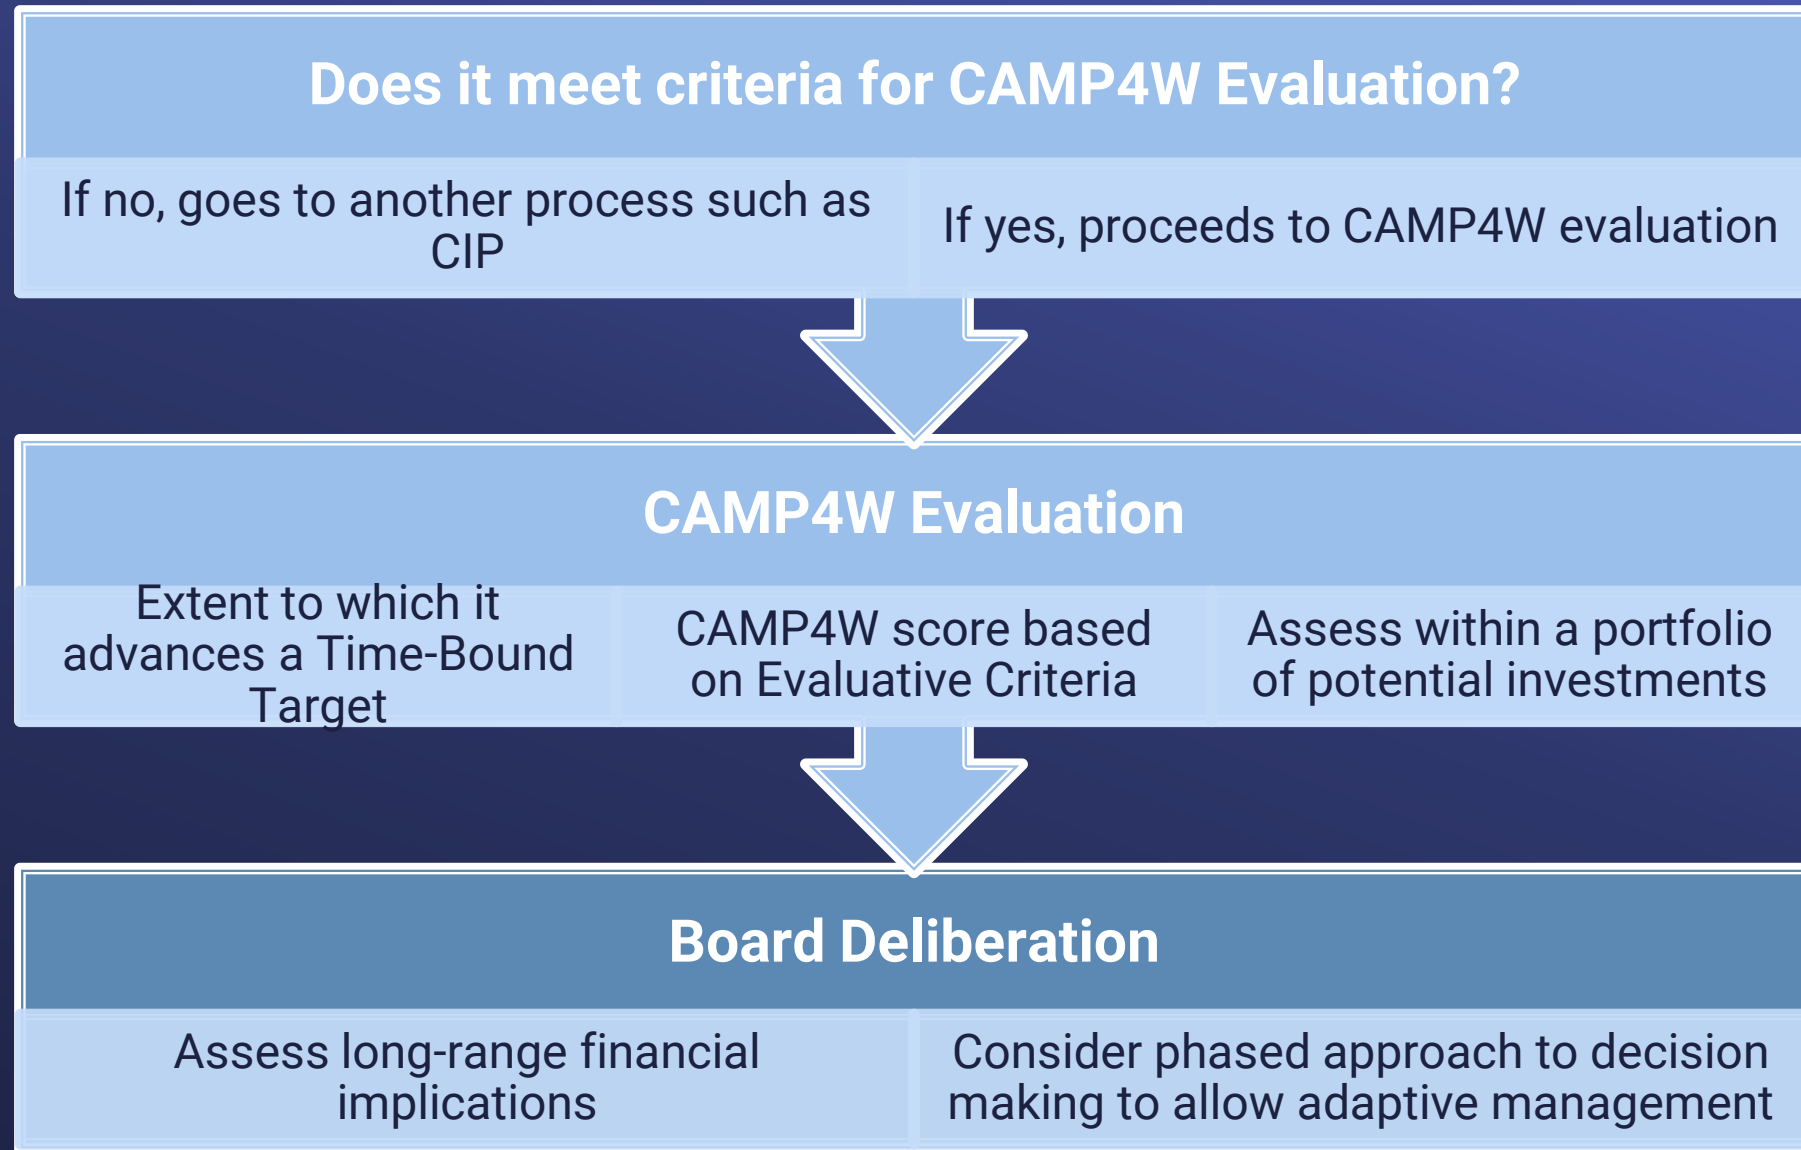 Does it meet criteria for CAMP4W Evaluation?
If no, goes to another process such as
CIP
If yes, proceeds to CAMP4W evaluation
CAMP4W Evaluation
Extent to which it
advances a Time-Bound
Target
CAMP4W score based
on Evaluative Criteria
Assess within a portfolio
of potential investments
Board Deliberation
Assess long-range financial
implications
Consider phased approach to decision
making to allow adaptive management